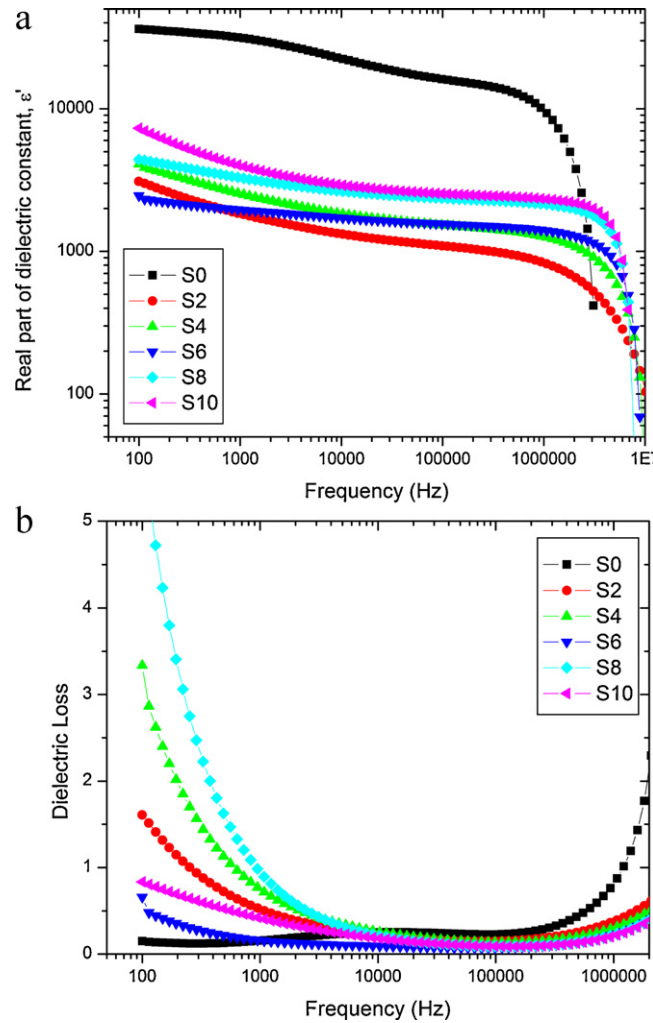 a
Real part of dielectric constant, ε'
10000
1000
100
S0
S2
S4
S6
S8
S10
100 1000 10000 100000 1000000 1E7
Frequency (Hz)
b
Dielectric Loss
5
4
3
2
1
0
S0
S2
S4
S6
S8
S10
100 1000 10000 100000 1000000
Frequency (Hz)